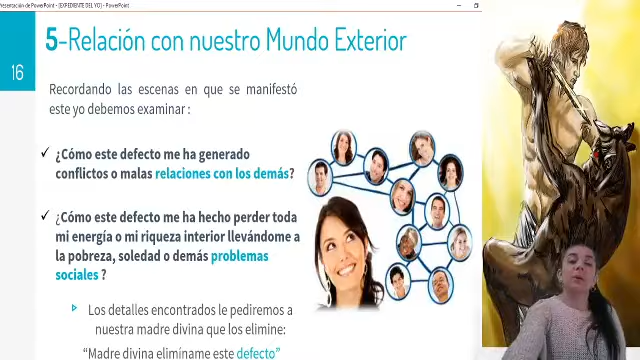 Presentación de PowerPoint - [EXPEDIENTE DEL YO] - PowerPoint
5-Relación con nuestro Mundo Exterior
16
Recordando las escenas en que se manifestó
este yo debemos examinar :
✓ ¿Cómo este defecto me ha generado
conflictos o malas relaciones con los demás?
✓ ¿Cómo este defecto me ha hecho perder toda
mi energía o mi riqueza interior llevándome a
la pobreza, soledad o demás problemas
sociales ?
Los detalles encontrados le pediremos a
nuestra madre divina que los elimine:
“Madre divina elimíname este defecto”